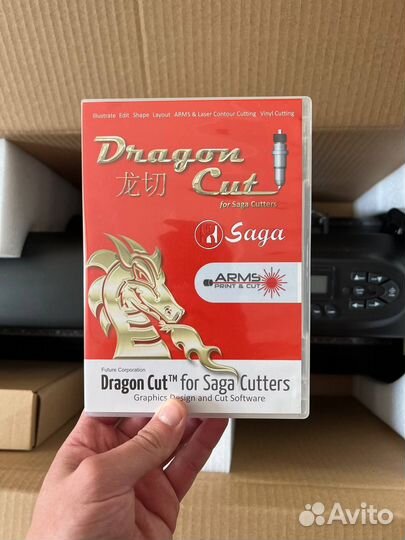 Illustrate Edit Shape Layout ARMS & Laser Contour Cutting Vinyl Cutting
Dragon
龙切 Cut
for Saga Cutters
Saga
ARMS
PRINT & CUT
Future Corporation
Dragon Cut™ for Saga Cutters
Graphics Design and Cut Software
Avito